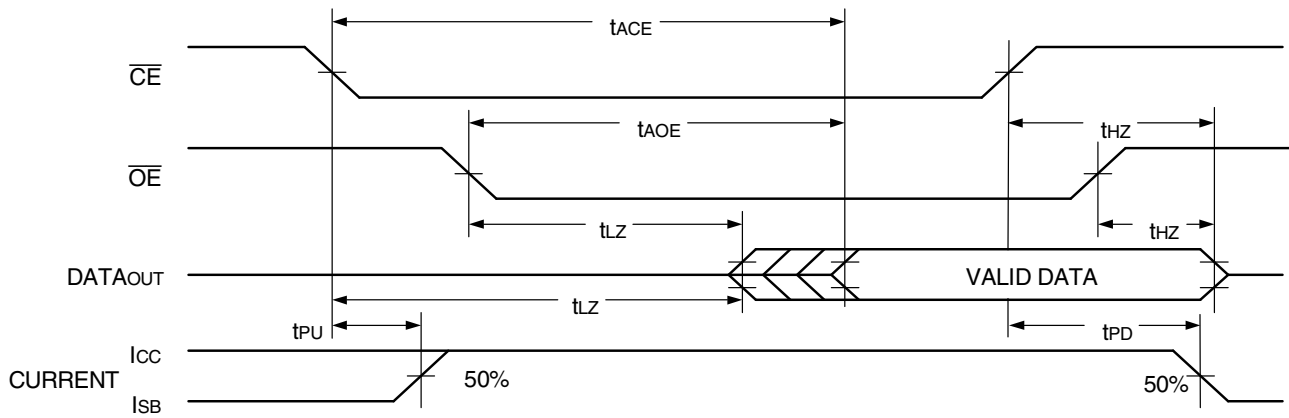 tACE
CE
tAOE
tHZ
OE
tLZ
tHZ
DATAOUT
VALID DATA
tLZ
tPU
tPD
ICC
CURRENT
50%
50%
ISB